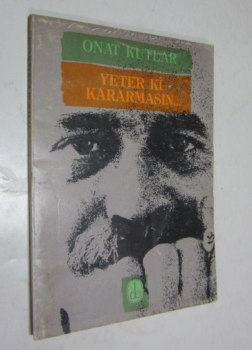 ONAT KUTLAR
YETER Kİ
KARARMASIN...